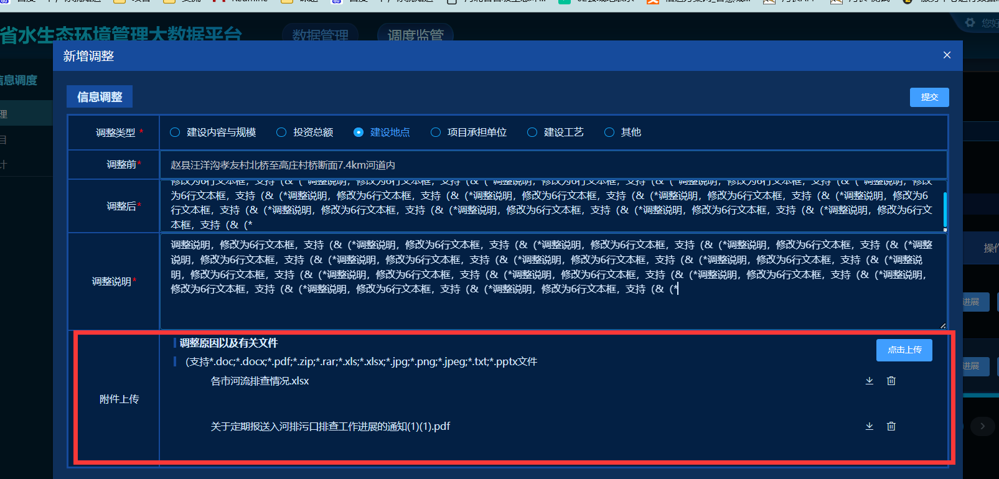 省水生态环境管理大数据平台
数据管理
调度监管
您好
信息调度
理
目
计
新增调整
信息调整
提交
调整类型 *
建设内容与规模
投资总额
建设地点
项目承担单位
建设工艺
其他
调整前*
赵县汪洋沟孝友村北桥至高庄村桥断面7.4km河道内
调整后*
修改为6行文本框，支持（&（*调整说明，修改为6行文本框，支持（&（*调整说明，修改为6行文本框，支持（&（*调整说明，修改为6行文本框，支持（&（*调整说明，修改
为6行文本框，支持（&（*调整说明，修改为6行文本框，支持（&（*调整说明，修改为6行文本框，支持（&（*调整说明，修改为6行文本框，支持（&（*调整说明，修改为6
行文本框，支持（&（*调整说明，修改为6行文本框，支持（&（*调整说明，修改为6行文本框，支持（&（*调整说明，修改为6行文本框，支持（&（*调整说明，修改为6行文
本框，支持（&（*
调整说明*
调整说明，修改为6行文本框，支持（&（*调整说明，修改为6行文本框，支持（&（*调整说明，修改为6行文本框，支持（&（*调整说明，修改为6行文本框，支持（&（*调整
说明，修改为6行文本框，支持（&（*调整说明，修改为6行文本框，支持（&（*调整说明，修改为6行文本框，支持（&（*调整说明，修改为6行文本框，支持（&（*调整说
明，修改为6行文本框，支持（&（*调整说明，修改为6行文本框，支持（&（*调整说明，修改为6行文本框，支持（&（*调整说明，修改为6行文本框，支持（&（*调整说明，
修改为6行文本框，支持（&（*调整说明，修改为6行文本框，支持（&（*调整说明，修改为6行文本框，支持（&（*
附件上传
调整原因以及有关文件
点击上传
(支持*.doc;*.docx;*.pdf;*.zip;*.rar;*.xls;*.xlsx;*.jpg;*.png;*.jpeg;*.txt;*.pptx文件
各市河流排查情况.xlsx
关于定期报送入河排污口排查工作进展的通知(1)(1).pdf
操作
进展
进展